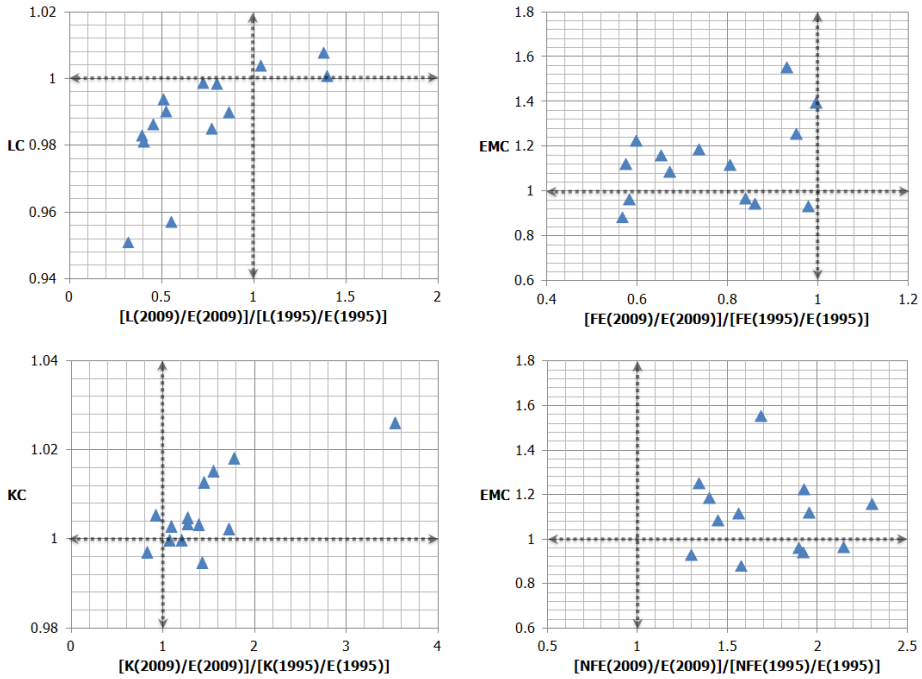 1.02
1
LC
0.98
0.96
0.94
0 0.5 1 1.5 2
[L(2009)/E(2009)]/[L(1995)/E(1995)]
1.8
1.6
1.4
EMC 1.2
1
0.8
0.6
0.4 0.6 0.8 1 1.2
[FE(2009)/E(2009)]/[FE(1995)/E(1995)]
1.04
1.02
KC
1
0.98
0 1 2 3 4
[K(2009)/E(2009)]/[K(1995)/E(1995)]
1.8
1.6
1.4
EMC 1.2
1
0.8
0.6
0.5 1 1.5 2 2.5
[NFE(2009)/E(2009)]/[NFE(1995)/E(1995)]